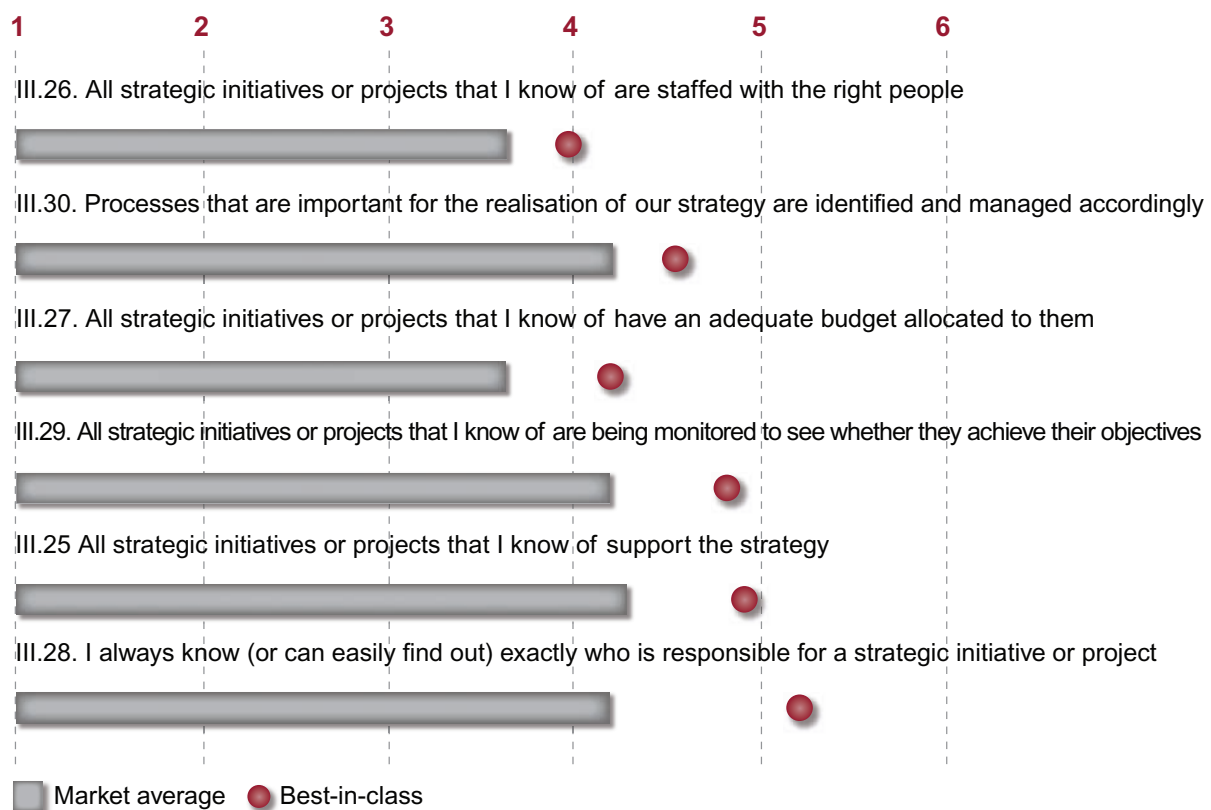 1 2 3 4 5 6
III.26. All strategic initiatives or projects that I know of are staffed with the right people
III.30. Processes that are important for the realisation of our strategy are identified and managed accordingly
III.27. All strategic initiatives or projects that I know of have an adequate budget allocated to them
III.29. All strategic initiatives or projects that I know of are being monitored to see whether they achieve their objectives
III.25 All strategic initiatives or projects that I know of support the strategy
III.28. I always know (or can easily find out) exactly who is responsible for a strategic initiative or project
Market average Best-in-class